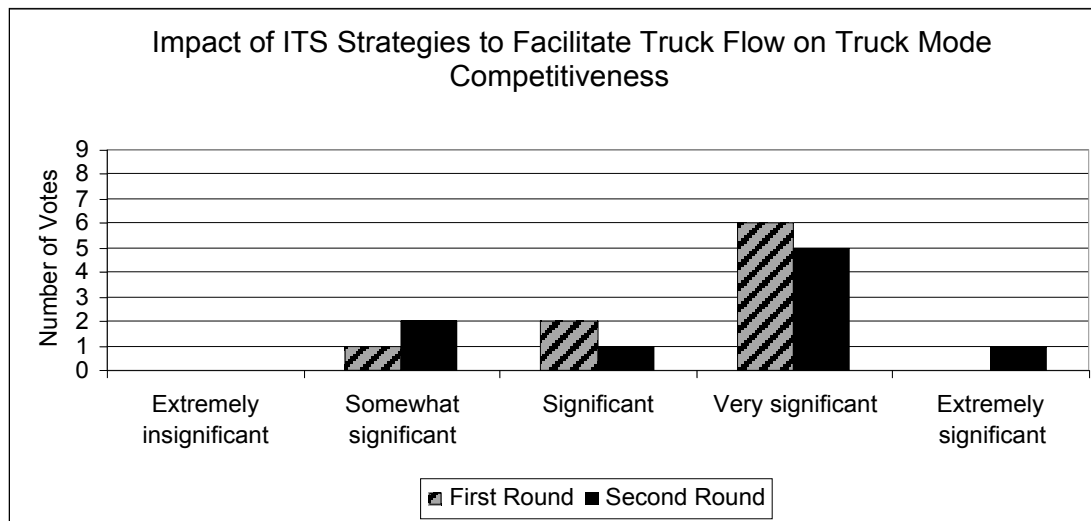 Impact of ITS Strategies to Facilitate Truck Flow on Truck Mode
Competitiveness
Number of Votes
9
8
7
6
5
4
3
2
1
0
Extremely
insignificant
Somewhat
significant
Significant
Very significant
Extremely
significant
First Round
Second Round